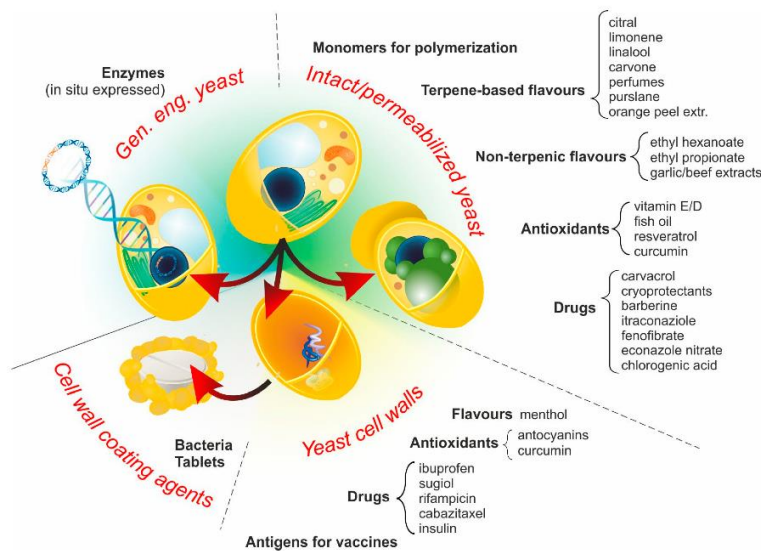 Enzymes
(in situ expressed)
Gen. eng. yeast
Monomers for polymerization
Intact/permeabilized yeast
Terpene-based flavours
citral
limonene
linalool
carvone
perfumes
purslane
orange peel extr.
Non-terpenic flavours
ethyl hexanoate
ethyl propionate
garlic/beef extracts
Antioxidants
vitamin E/D
fish oil
resveratrol
curcumin
Drugs
carvacrol
cryoprotectants
barberine
itraconaziole
fenofibrate
econazole nitrate
chlorogenic acid
Cell wall coating agents
Bacteria
Tablets
Yeast cell walls
Flavours menthol
Antioxidants
antocyanins
curcumin
Drugs
ibuprofen
sugiol
rifampicin
cabazitaxel
insulin
Antigens for vaccines